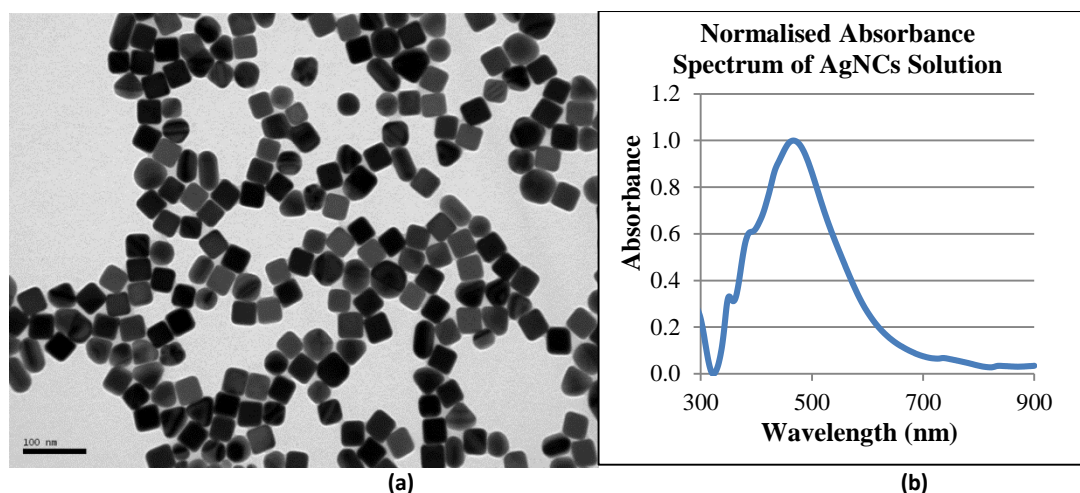 100 nm
(a)
Normalised Absorbance
Spectrum of AgNCs Solution
1.2
1.0
0.8
0.6
0.4
0.2
0.0
Absorbance
300 500 700 900
Wavelength (nm)
(b)